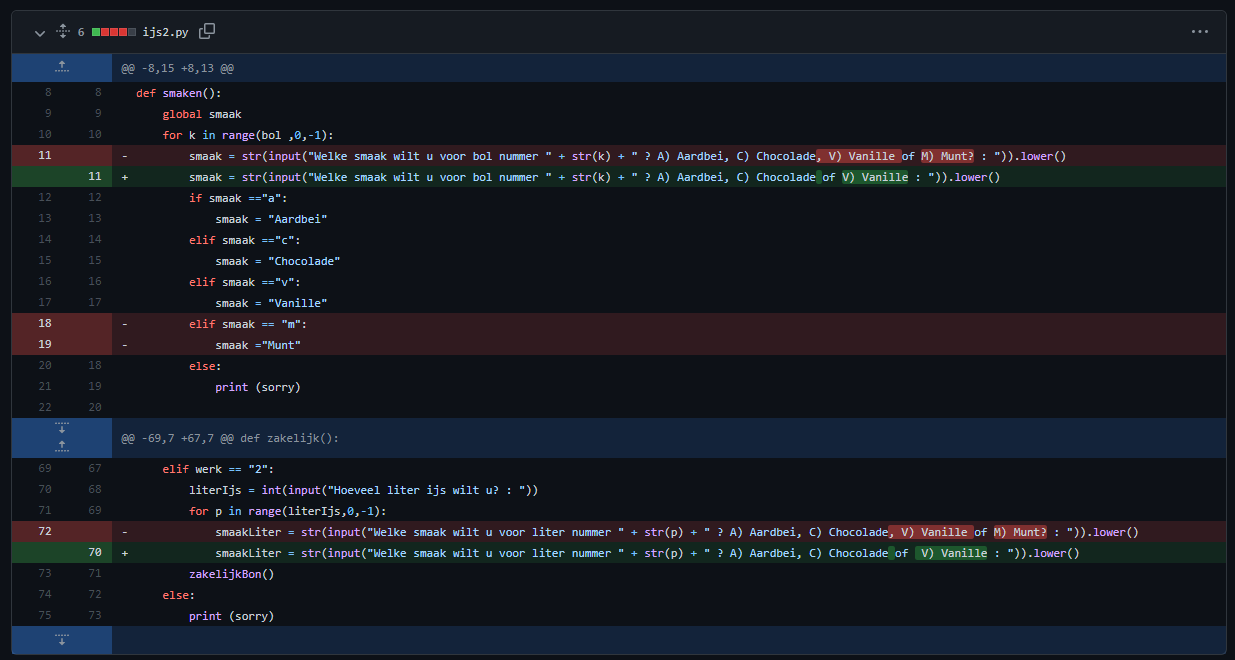 6 ijs2.py
@@ -8,15 +8,13 @@
8 8 def smaken():
9 9 global smaak
10 10 for k in range(bol ,0,-1):
11 - smaak = str(input("Welke smaak wilt u voor bol nummer " + str(k) + " ? A) Aardbei, C) Chocolade, V) Vanille of M) Munt? : ")).lower()
11 + smaak = str(input("Welke smaak wilt u voor bol nummer " + str(k) + " ? A) Aardbei, C) Chocolade of V) Vanille : ")).lower()
12 12 if smaak =="a":
13 13 smaak = "Aardbei"
14 14 elif smaak =="c":
15 15 smaak = "Chocolade"
16 16 elif smaak =="v":
17 17 smaak = "Vanille"
18 - elif smaak == "m":
19 - smaak ="Munt"
20 18 else:
21 19 print (sorry)
22 20
@@ -69,7 +67,7 @@ def zakelijk():
69 67 elif werk == "2":
70 68 literIjs = int(input("Hoeveel liter ijs wilt u? : "))
71 69 for p in range(literIjs,0,-1):
72 - smaakLiter = str(input("Welke smaak wilt u voor liter nummer " + str(p) + " ? A) Aardbei, C) Chocolade, V) Vanille of M) Munt? : ")).lower()
70 + smaakLiter = str(input("Welke smaak wilt u voor liter nummer " + str(p) + " ? A) Aardbei, C) Chocolade of  V) Vanille : ")).lower()
73 71 zakelijkBon()
74 72 else:
75 73 print (sorry)